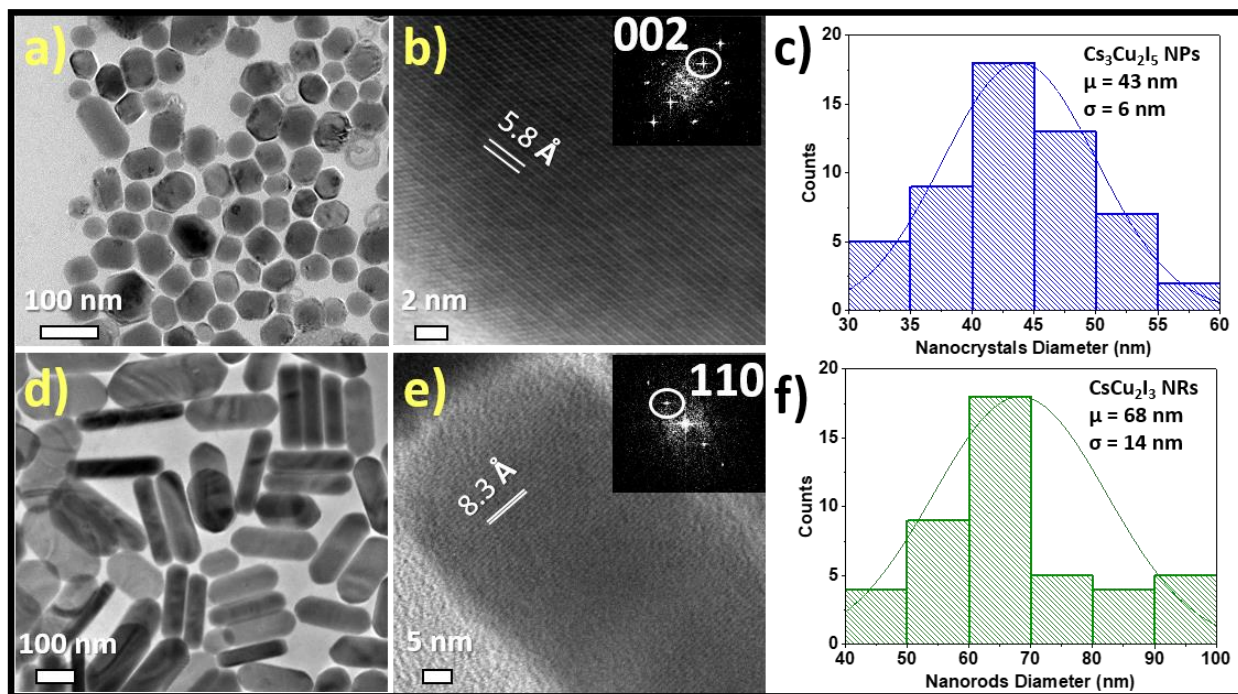 a)
100 nm
b)
002
5.8 Å
2 nm
c)
Cs₃Cu₂I₅ NPs
μ = 43 nm
σ = 6 nm
Counts
20
15
10
5
0
30 35 40 45 50 55 60
Nanocrystals Diameter (nm)
d)
100 nm
e)
110
8.3 Å
5 nm
f)
CsCu₂I₃ NRs
μ = 68 nm
σ = 14 nm
Counts
20
15
10
5
0
40 50 60 70 80 90 100
Nanorods Diameter (nm)